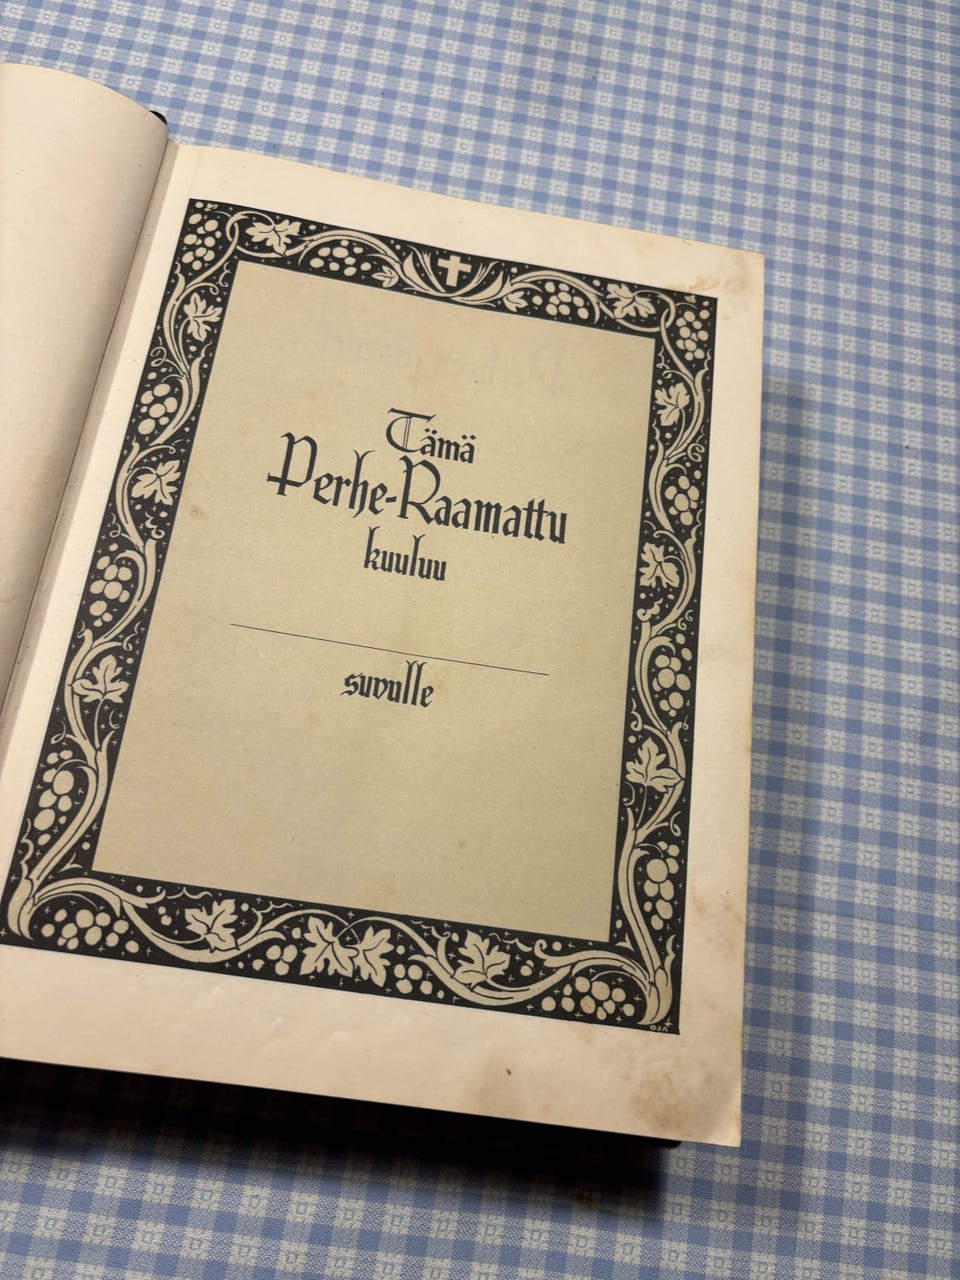 Tämä
Perhe-Raamattu
kuuluu
suvulle